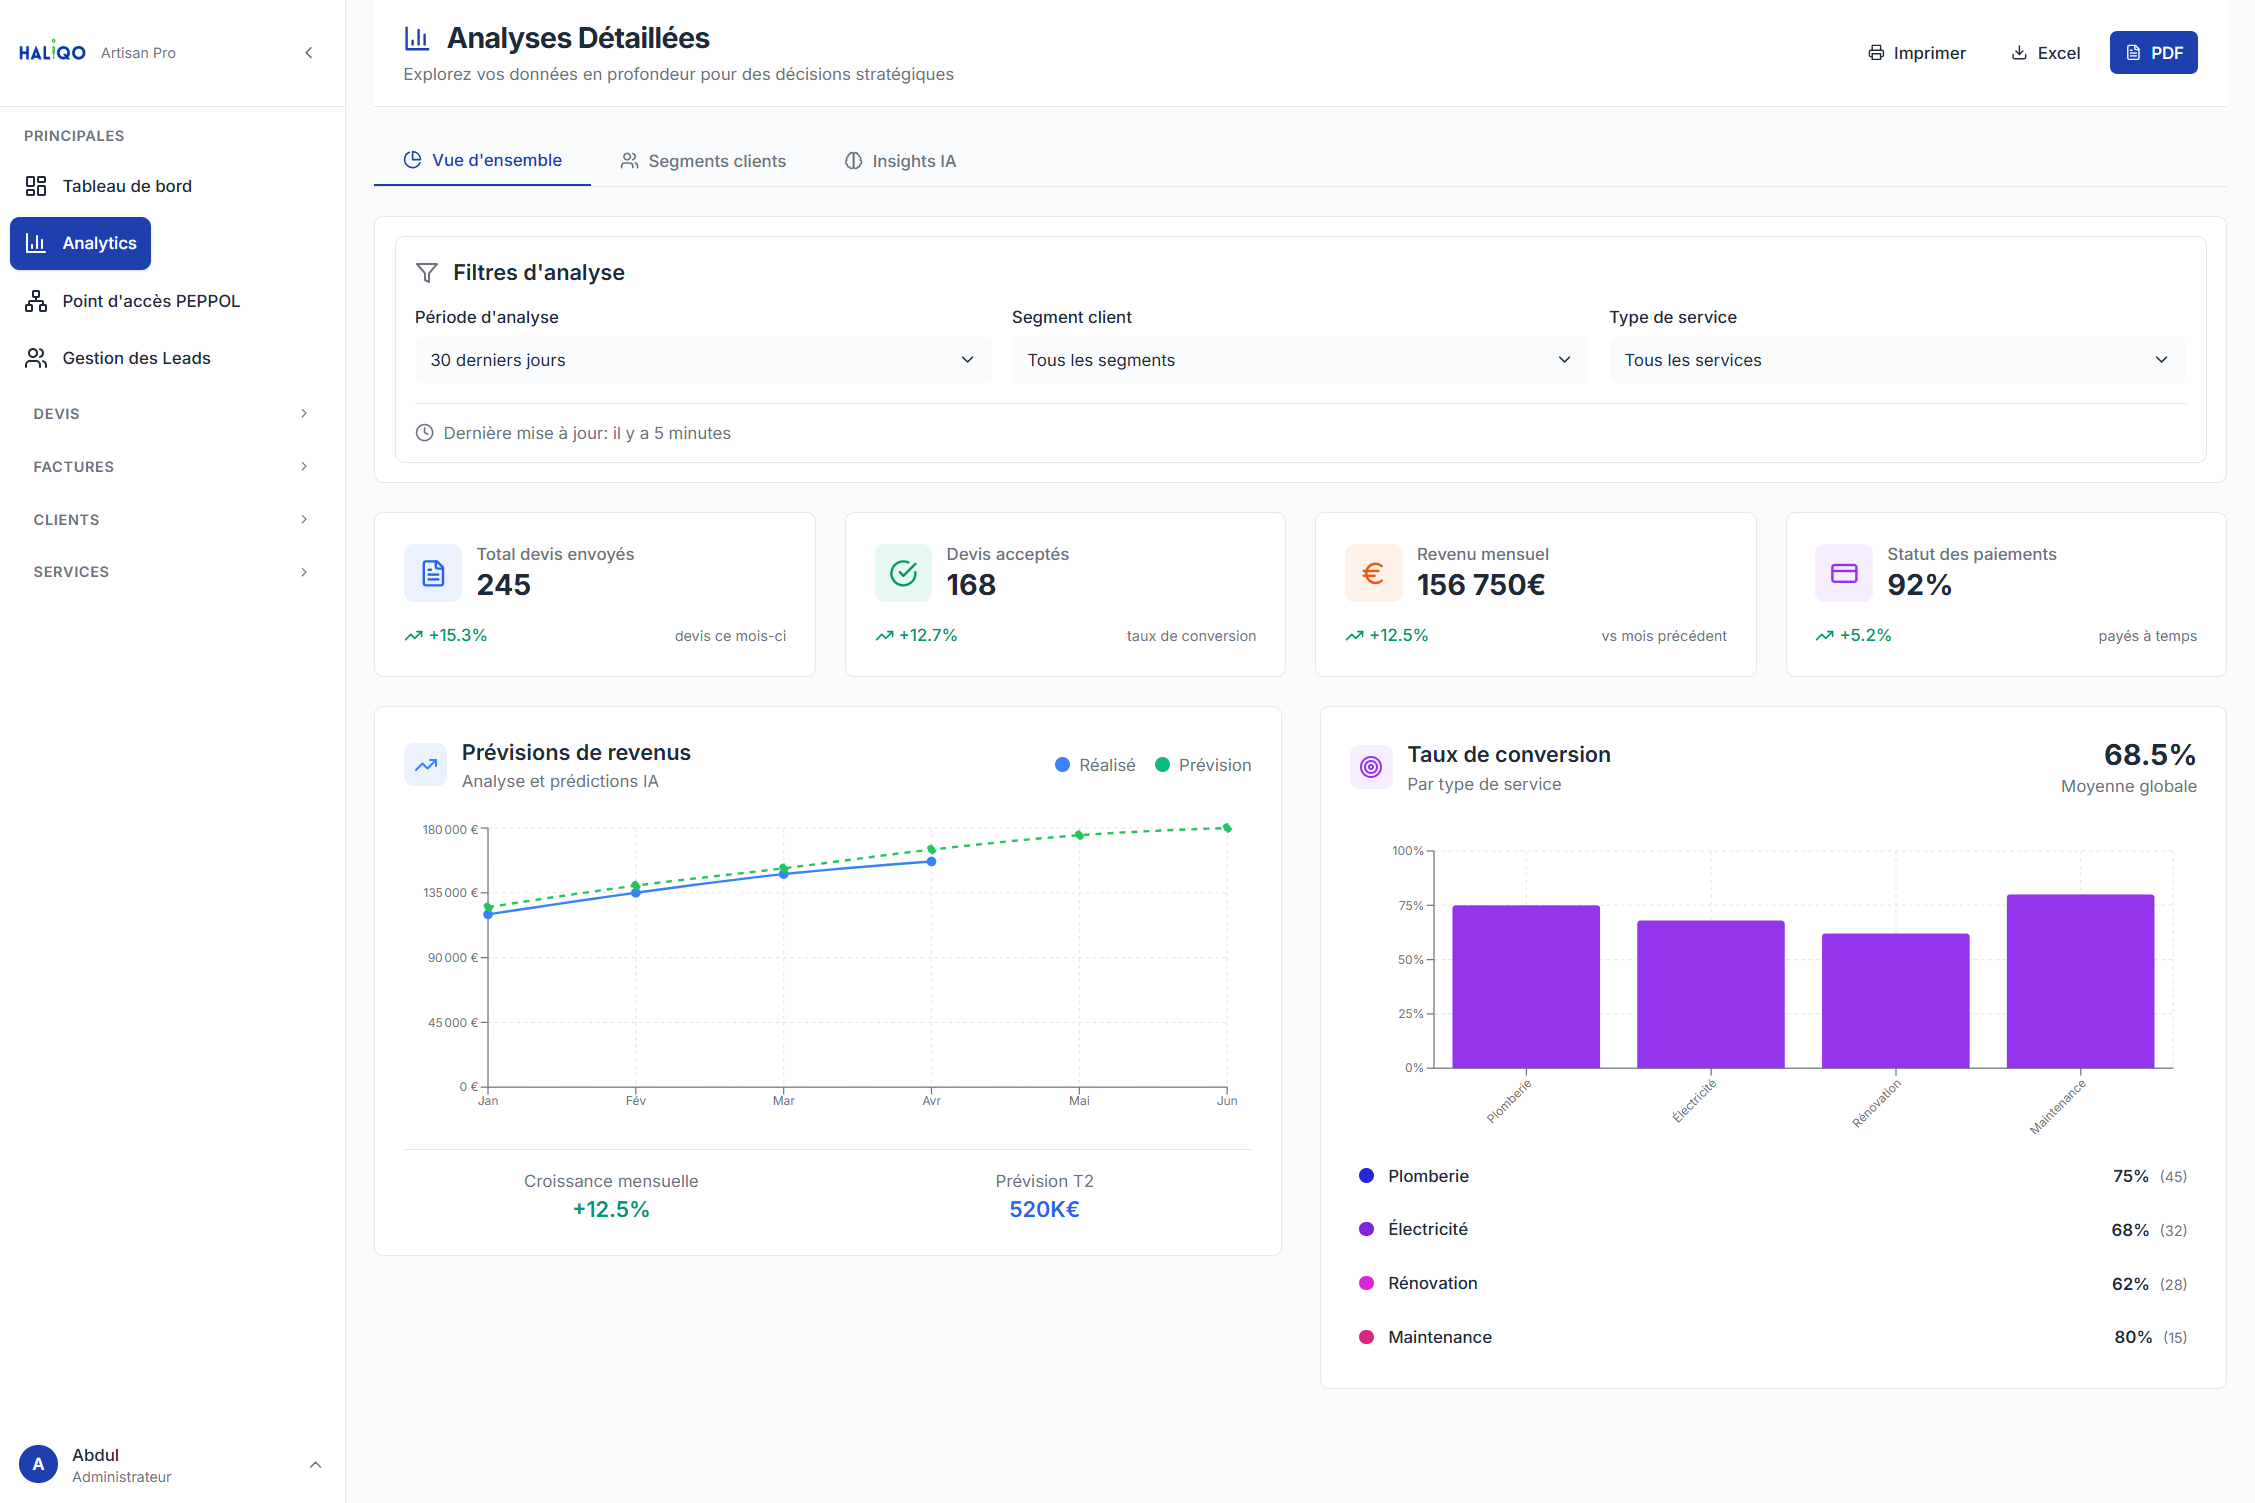 HALIQO Artisan Pro
PRINCIPALES
Tableau de bord
Analytics
Point d'accès PEPPOL
Gestion des Leads
DEVIS
FACTURES
CLIENTS
SERVICES
A
Abdul
Administrateur
Analyses Détaillées
Explorez vos données en profondeur pour des décisions stratégiques
Imprimer Excel PDF
Vue d'ensemble Segments clients Insights IA
Filtres d'analyse
Période d'analyse Segment client Type de service
30 derniers jours Tous les segments Tous les services
Dernière mise à jour: il y a 5 minutes
Total devis envoyés
245
+15.3% devis ce mois-ci
Devis acceptés
168
+12.7% taux de conversion
Revenu mensuel
156 750€
+12.5% vs mois précédent
Statut des paiements
92%
+5.2% payés à temps
Prévisions de revenus
Analyse et prédictions IA
Réalisé Prévision
180 000 €
135 000 €
90 000 €
45 000 €
0 €
Jan Fév Mar Avr Mai Jun
Croissance mensuelle
+12.5%
Prévision T2
520K€
Taux de conversion
Par type de service
68.5%
Moyenne globale
100%
75%
50%
25%
0%
Plomberie Électricité Rénovation Maintenance
Plomberie 75% (45)
Électricité 68% (32)
Rénovation 62% (28)
Maintenance 80% (15)